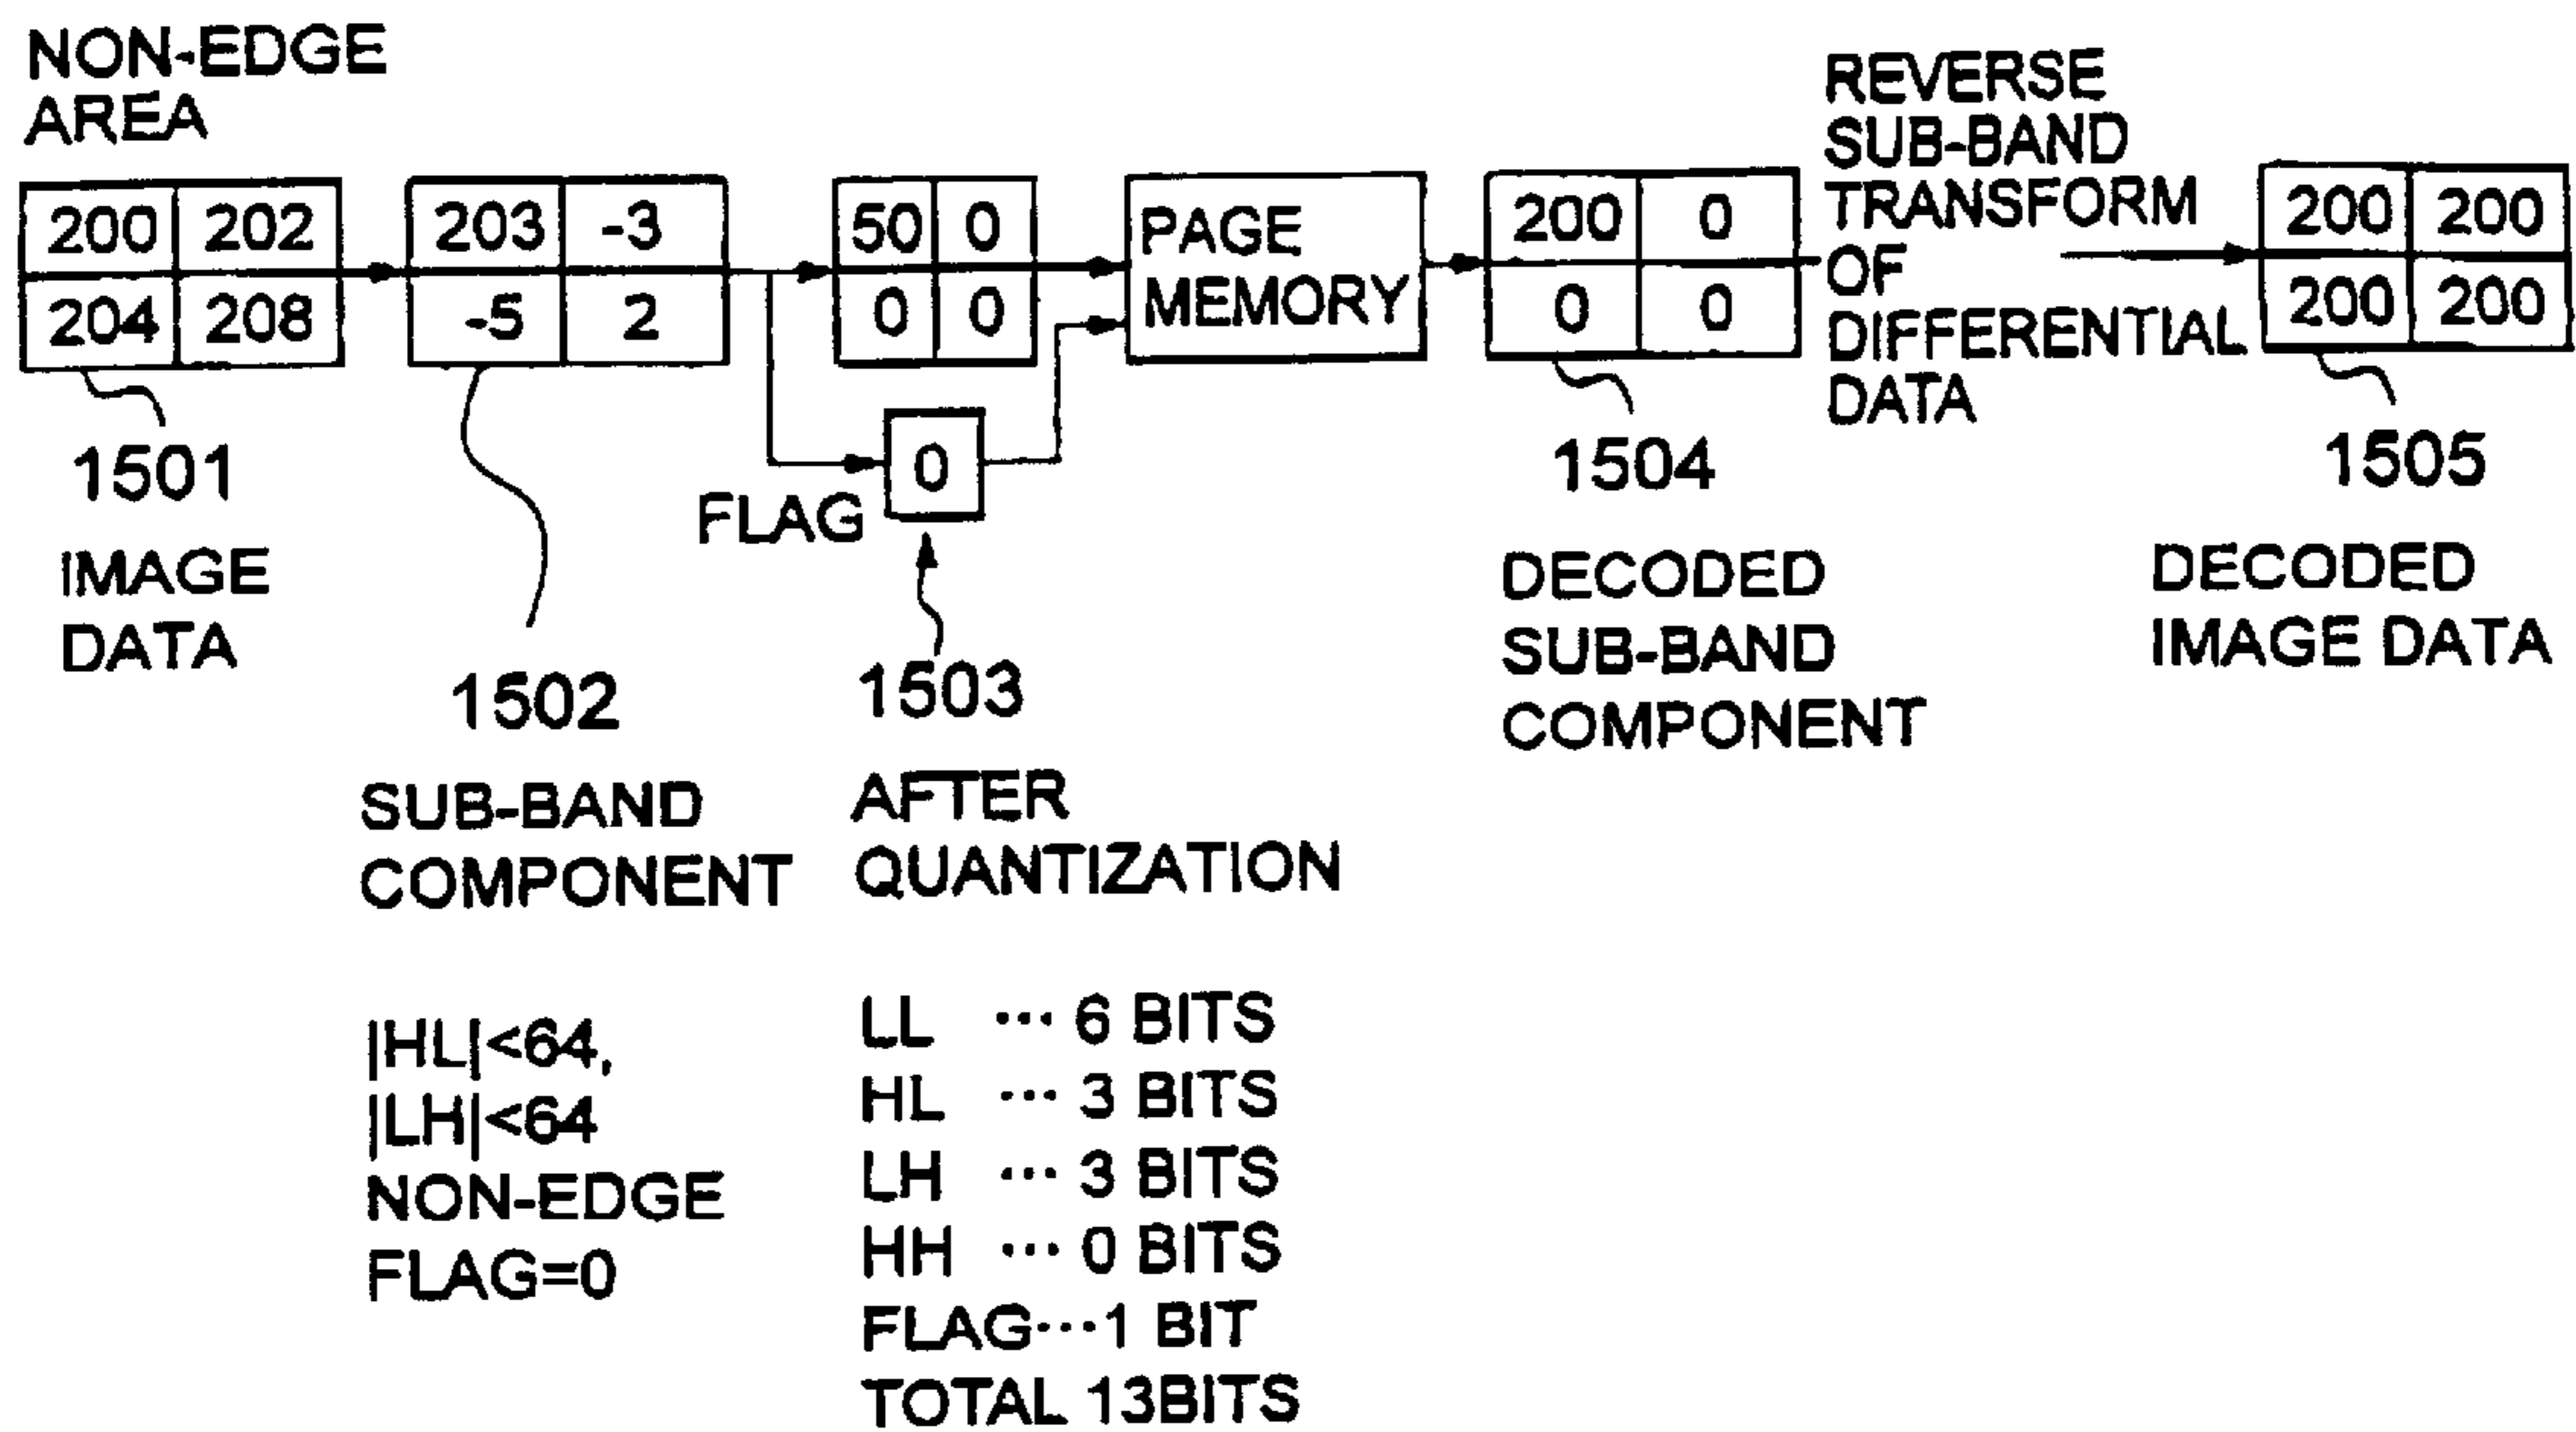 NON-EDGE
AREA
200 202
204 208
1501
IMAGE
DATA
203 -3
-5 2
1502
SUB-BAND
COMPONENT
|HL|<64,
|LH|<64
NON-EDGE
FLAG=0
50 0
0 0
FLAG
0
1503
AFTER
QUANTIZATION
LL ··· 6 BITS
HL ··· 3 BITS
LH ··· 3 BITS
HH ··· 0 BITS
FLAG···1 BIT
TOTAL 13BITS
PAGE
MEMORY
200 0
0 0
1504
DECODED
SUB-BAND
COMPONENT
REVERSE
SUB-BAND
TRANSFORM
OF
DIFFERENTIAL
DATA
200 200
200 200
1505
DECODED
IMAGE DATA